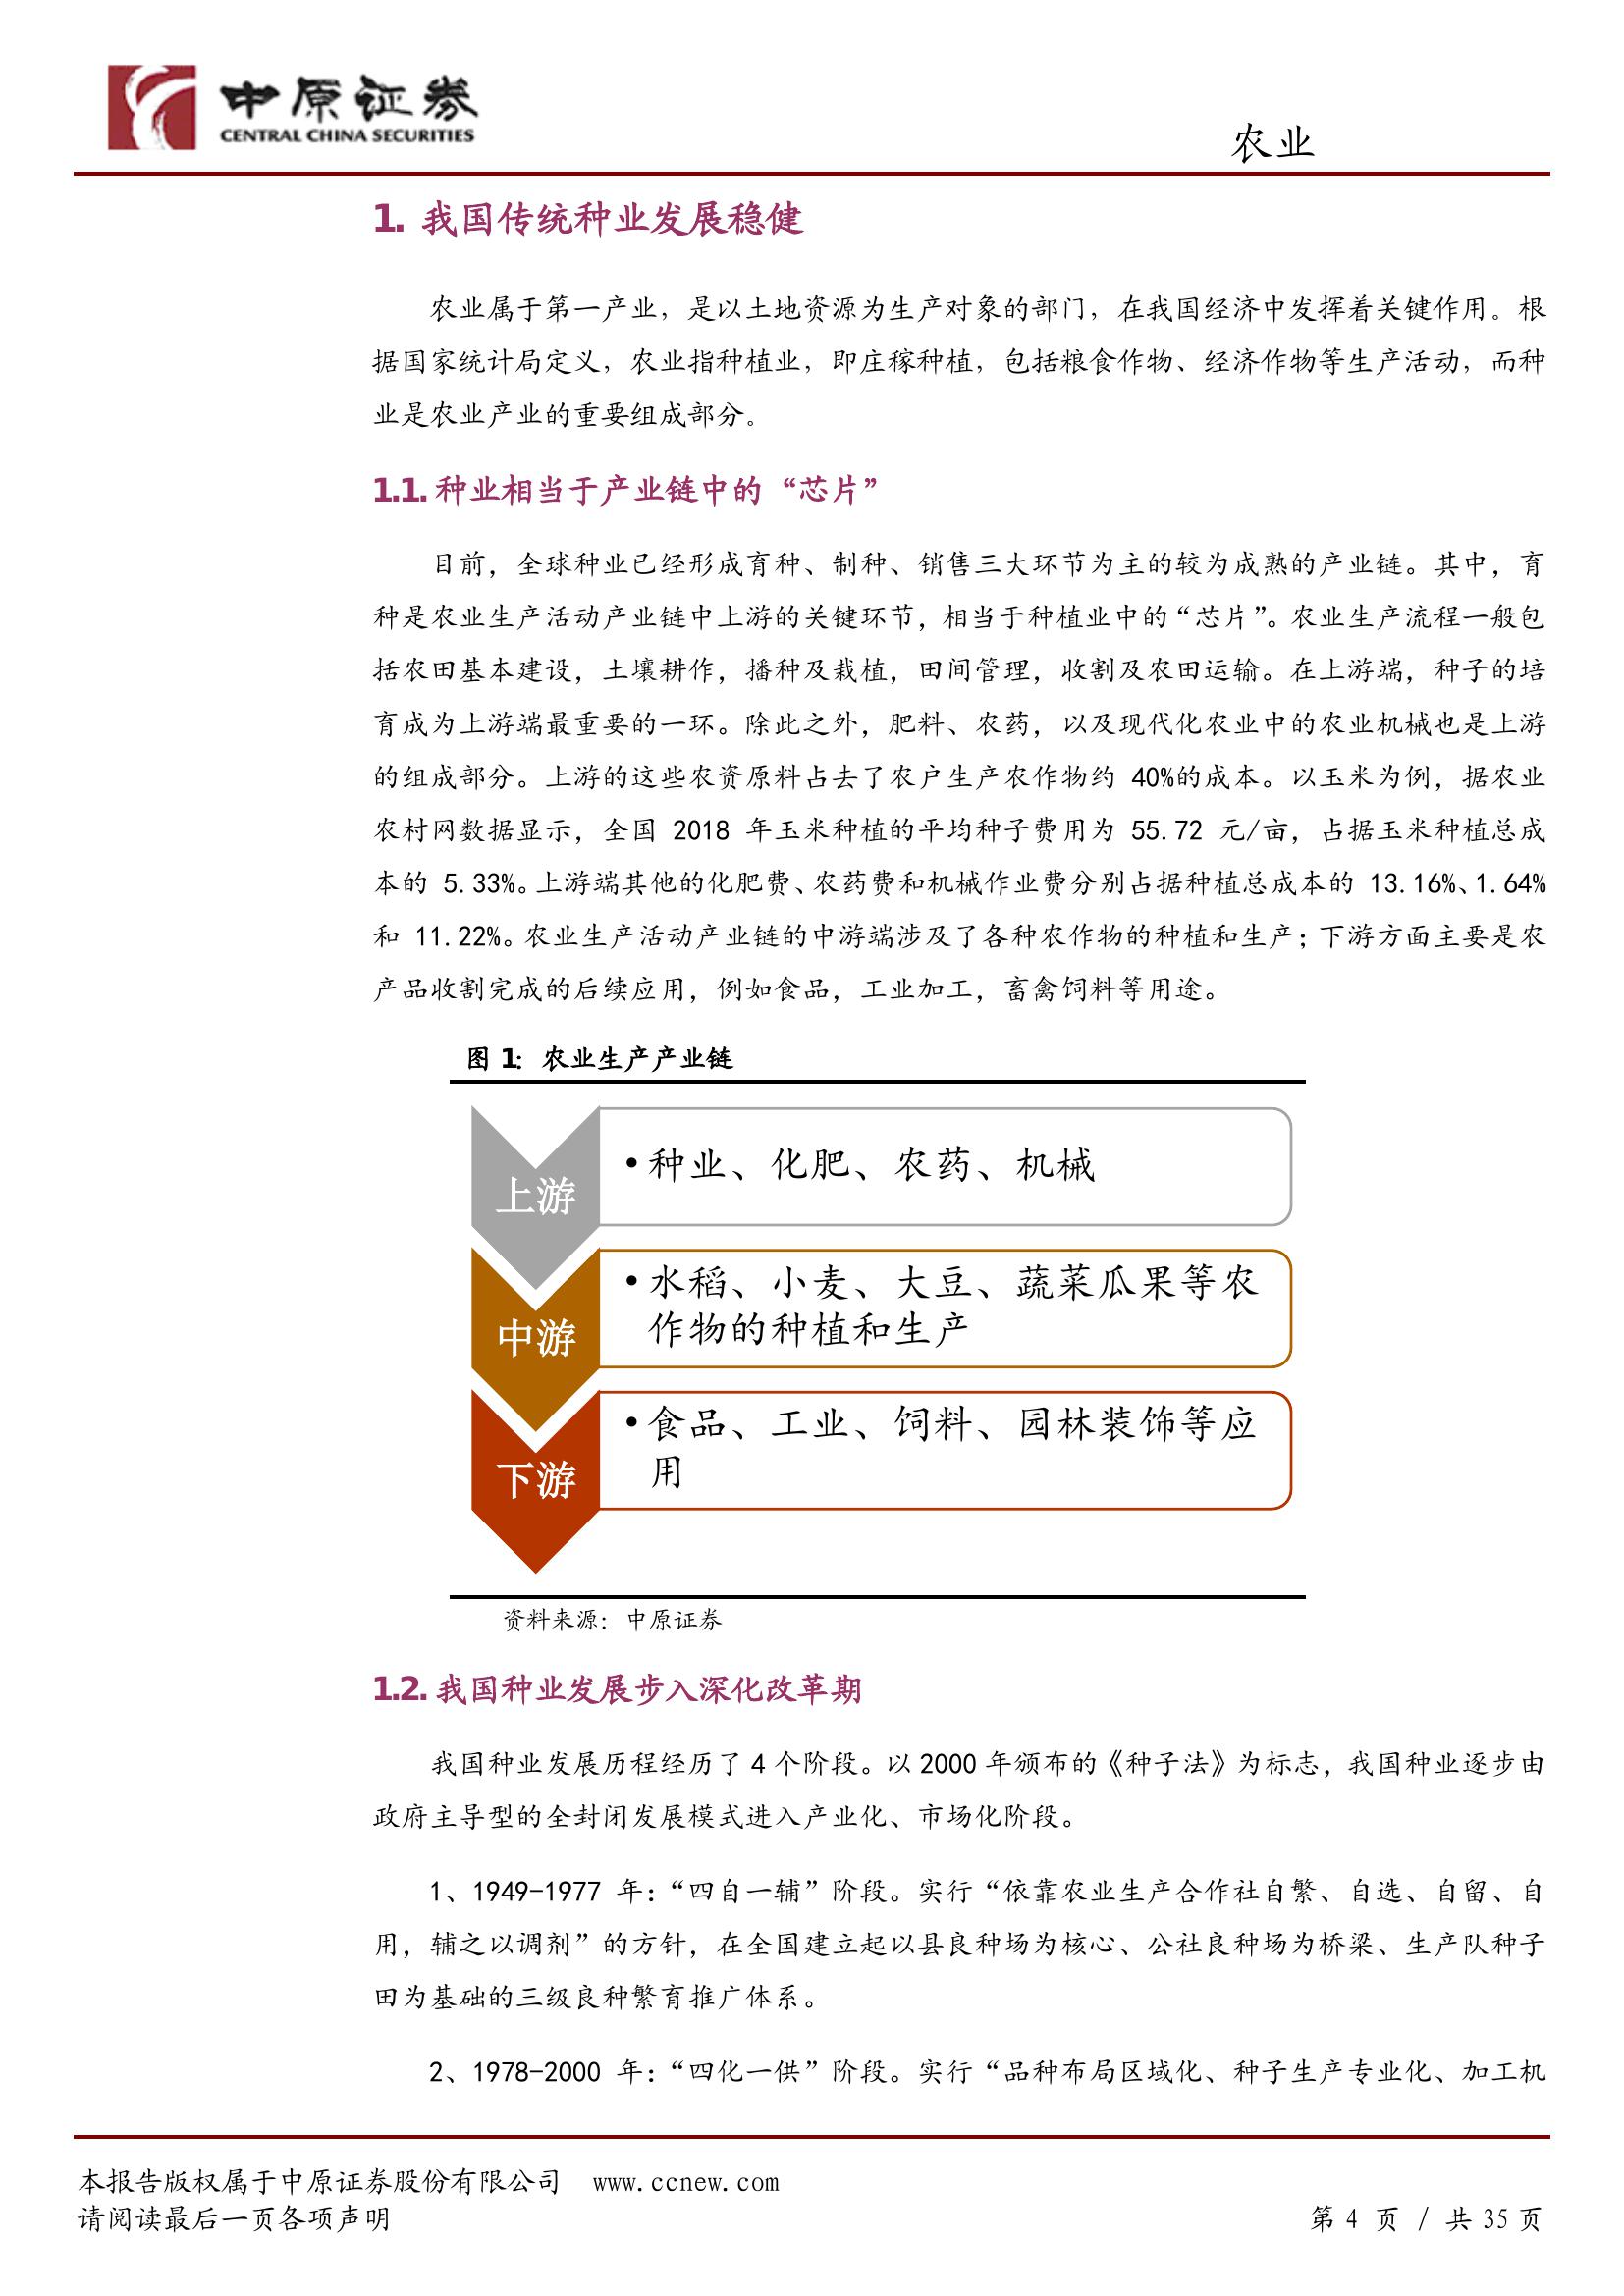 中原证券
CENTRAL CHINA SECURITIES
农业
1. 我国传统种业发展稳健
农业属于第一产业，是以土地资源为生产对象的部门，在我国经济中发挥着关键作用。根
据国家统计局定义，农业指种植业，即庄稼种植，包括粮食作物、经济作物等生产活动，而种
业是农业产业的重要组成部分。
1.1. 种业相当于产业链中的“芯片”
目前，全球种业已经形成育种、制种、销售三大环节为主的较为成熟的产业链。其中，育
种是农业生产活动产业链中上游的关键环节，相当于种植业中的“芯片”。农业生产流程一般包
括农田基本建设，土壤耕作，播种及栽植，田间管理，收割及农田运输。在上游端，种子的培
育成为上游端最重要的一环。除此之外，肥料、农药，以及现代化农业中的农业机械也是上游
的组成部分。上游的这些农资原料占去了农户生产农作物约 40%的成本。以玉米为例，据农业
农村网数据显示，全国 2018 年玉米种植的平均种子费用为 55.72 元/亩，占据玉米种植总成
本的 5.33%。上游端其他的化肥费、农药费和机械作业费分别占据种植总成本的 13.16%、1.64%
和 11.22%。农业生产活动产业链的中游端涉及了各种农作物的种植和生产；下游方面主要是农
产品收割完成的后续应用，例如食品，工业加工，畜禽饲料等用途。
图 1：农业生产产业链
上游
•种业、化肥、农药、机械
中游
•水稻、小麦、大豆、蔬菜瓜果等农
作物的种植和生产
下游
•食品、工业、饲料、园林装饰等应
用
资料来源：中原证券
1.2. 我国种业发展步入深化改革期
我国种业发展历程经历了 4 个阶段。以 2000 年颁布的《种子法》为标志，我国种业逐步由
政府主导型的全封闭发展模式进入产业化、市场化阶段。
1、1949-1977 年：“四自一辅”阶段。实行“依靠农业生产合作社自繁、自选、自留、自
用，辅之以调剂”的方针，在全国建立起以县良种场为核心、公社良种场为桥梁、生产队种子
田为基础的三级良种繁育推广体系。
2、1978-2000 年：“四化一供”阶段。实行“品种布局区域化、种子生产专业化、加工机
本报告版权属于中原证券股份有限公司 www.ccnew.com
请阅读最后一页各项声明
第 4 页 / 共 35 页